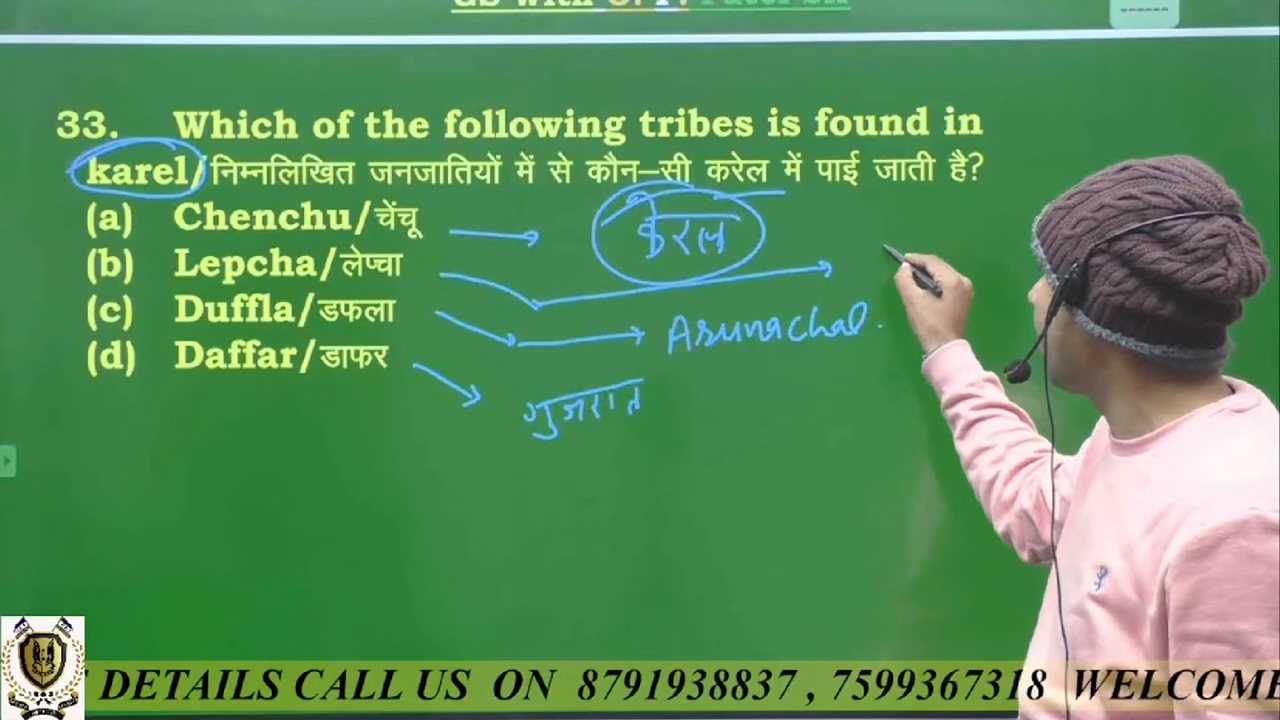 33. Which of the following tribes is found in
karel/निम्नलिखित जनजातियों में से कौन–सी करेल में पाई जाती है?
(a) Chenchu/चेंचू
केरल
(b) Lepcha/लेप्चा
(c) Duffla/डफला
Arunachal.
(d) Daffar/डाफर
गुजरात
DETAILS CALL US ON 8791938837 , 7599367318 WELCOME